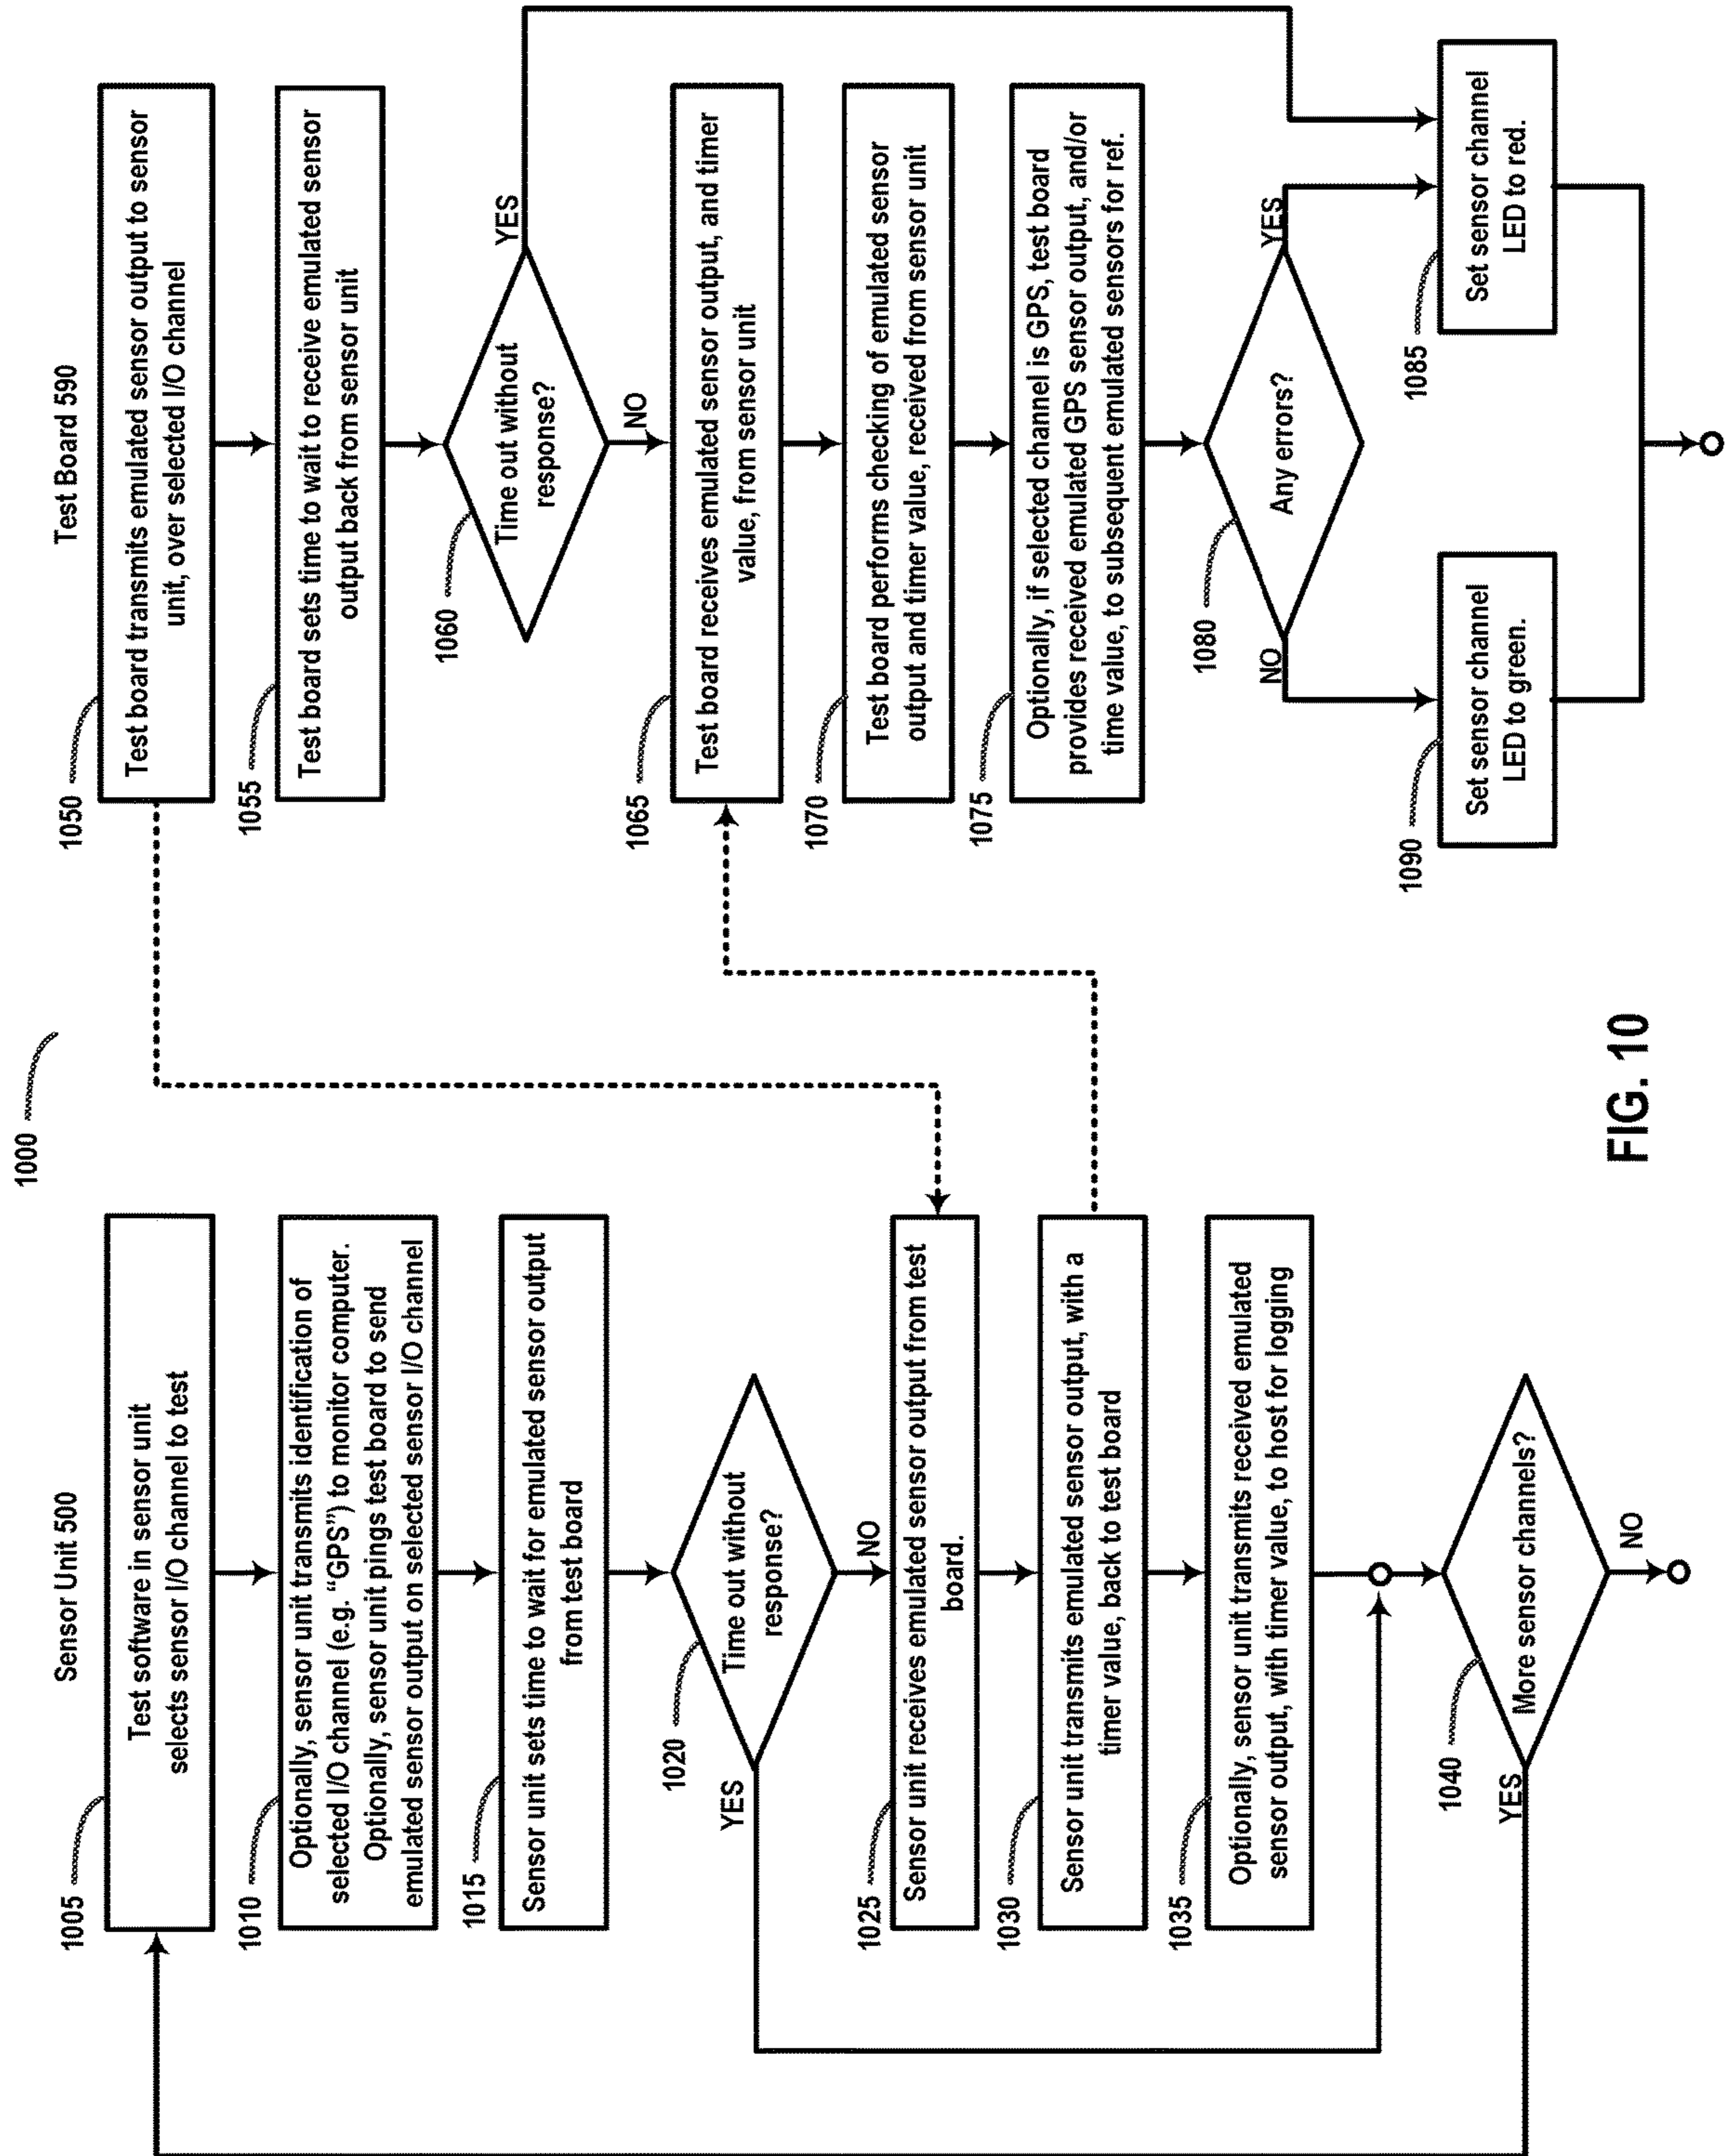 1000
Sensor Unit 500
1005
Test software in sensor unit
selects sensor I/O channel to test
1010
Optionally, sensor unit transmits identification of
selected I/O channel (e.g. “GPS”) to monitor computer.
Optionally, sensor unit pings test board to send
emulated sensor output on selected sensor I/O channel
1015
Sensor unit sets time to wait for emulated sensor output
from test board
1020
Time out without
response?
YES
NO
1025
Sensor unit receives emulated sensor output from test
board.
1030
Sensor unit transmits emulated sensor output, with a
timer value, back to test board
1035
Optionally, sensor unit transmits received emulated
sensor output, with timer value, to host for logging
1040
More sensor channels?
YES
NO
Test Board 590
1050
Test board transmits emulated sensor output to sensor
unit, over selected I/O channel
1055
Test board sets time to wait to receive emulated sensor
output back from sensor unit
1060
Time out without
response?
YES
NO
1065
Test board receives emulated sensor output, and timer
value, from sensor unit
1070
Test board performs checking of emulated sensor
output and timer value, received from sensor unit
1075
Optionally, if selected channel is GPS, test board
provides received emulated GPS sensor output, and/or
time value, to subsequent emulated sensors for ref.
1080
Any errors?
NO
YES
1090
Set sensor channel
LED to green.
1085
Set sensor channel
LED to red.
FIG. 10